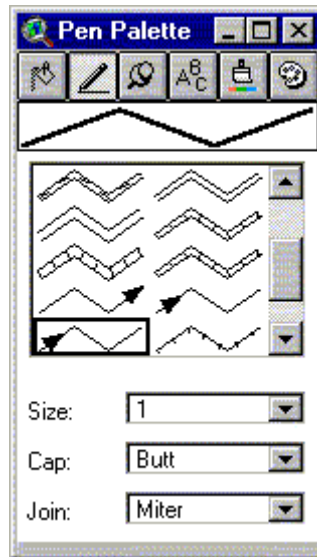 Pen Palette
A B C
Size: 1
Cap: Butt
Join: Miter